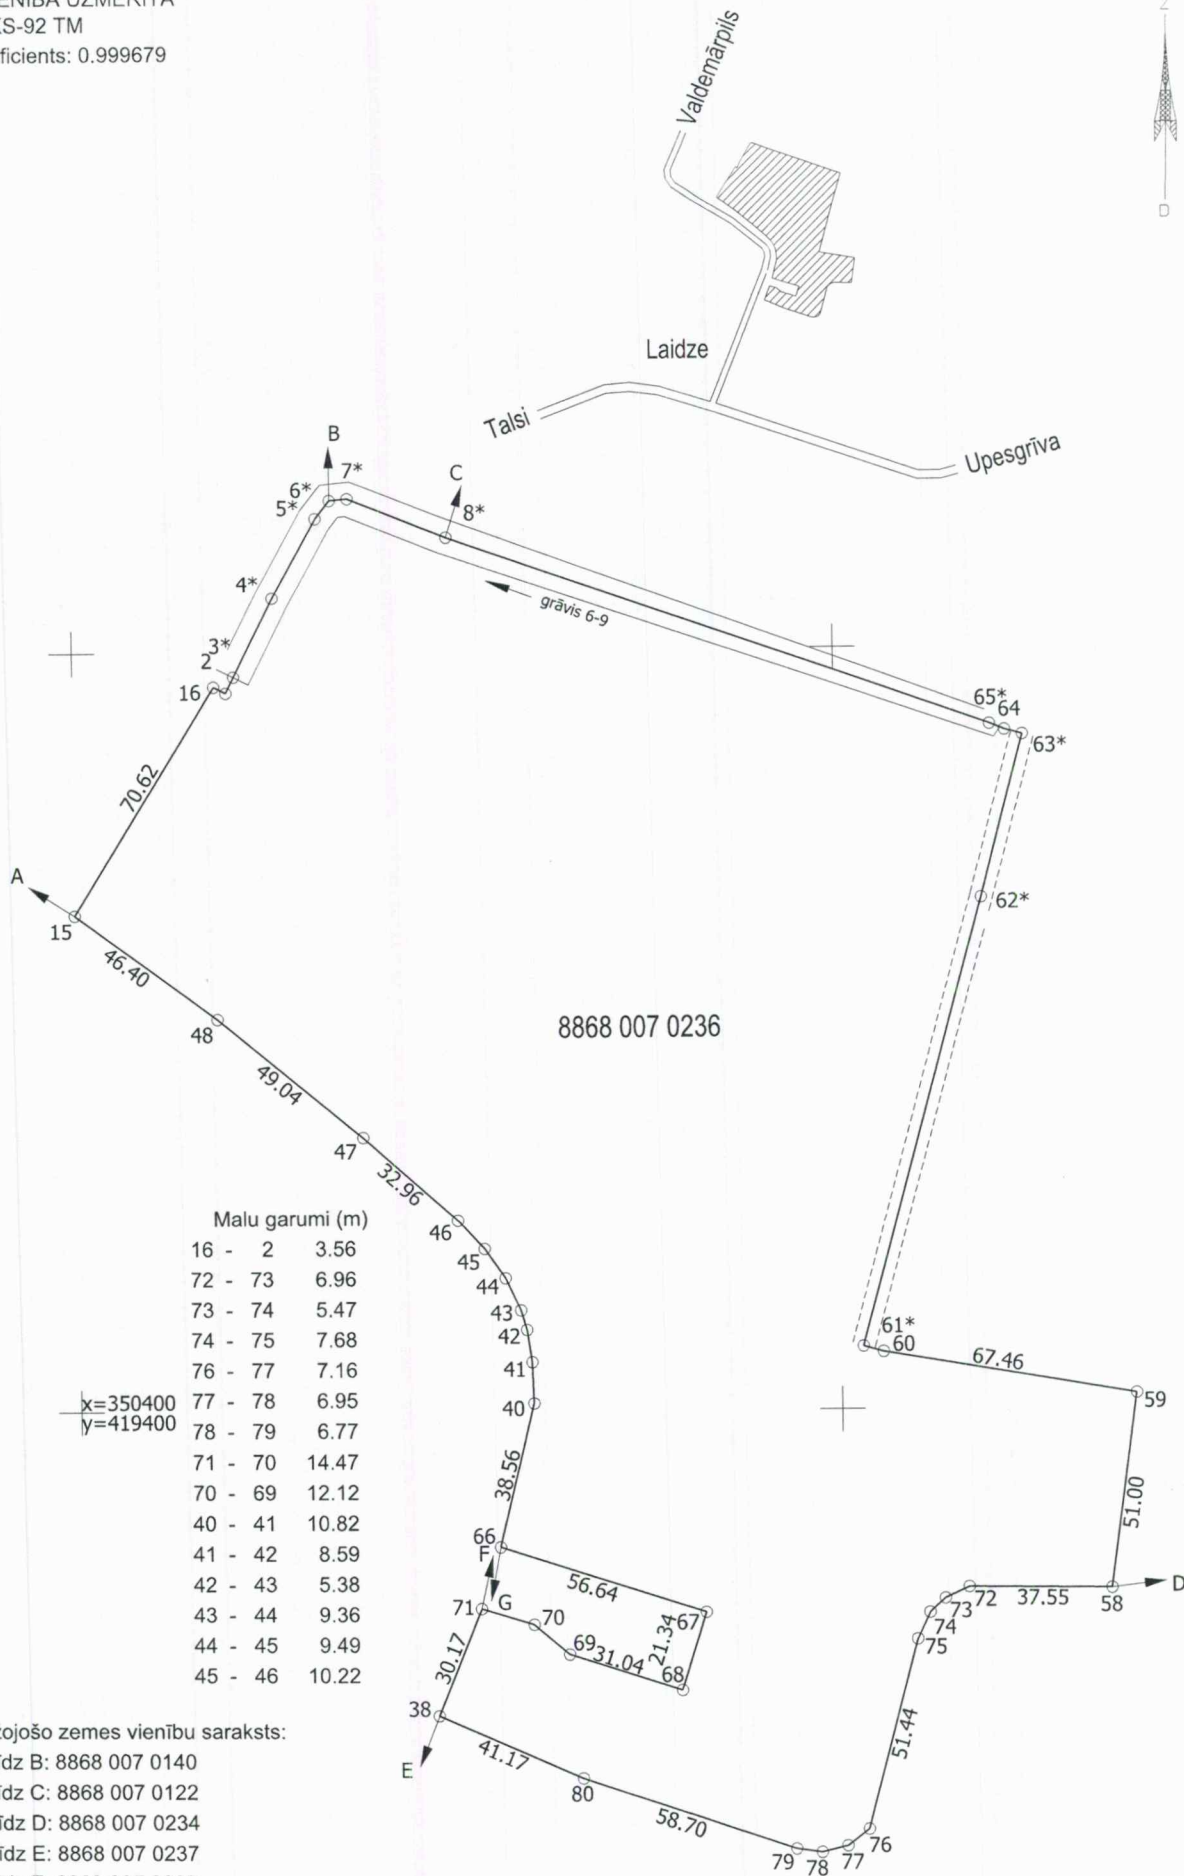 KS-92 TM
ficients: 0.999679
Z
D
Valdemārpils
Laidze
Talsi
Upesgrīva
B
7*
6*
5*
C
8*
4*
grāvis 6-9
3*
2
16
65*
64
63*
70.62
A
15
62*
46.40
48
8868 007 0236
49.04
47
32.96
46
45
44
43
42
41
40
61*
60
67.46
59
Malu garumi (m)
16 - 2 3.56
72 - 73 6.96
73 - 74 5.47
74 - 75 7.68
76 - 77 7.16
77 - 78 6.95
78 - 79 6.77
71 - 70 14.47
70 - 69 12.12
40 - 41 10.82
41 - 42 8.59
42 - 43 5.38
43 - 44 9.36
44 - 45 9.49
45 - 46 10.22
x=350400
y=419400
38.56
51.00
66
F
56.64
D
72
37.55
58
73
74
75
71
G
70
67
21.34
69
31.04
68
30.17
38
51.44
E
41.17
80
58.70
76
77
78
79
zojošo zemes vienību saraksts:
īdz B: 8868 007 0140
īdz C: 8868 007 0122
īdz D: 8868 007 0234
īdz E: 8868 007 0237